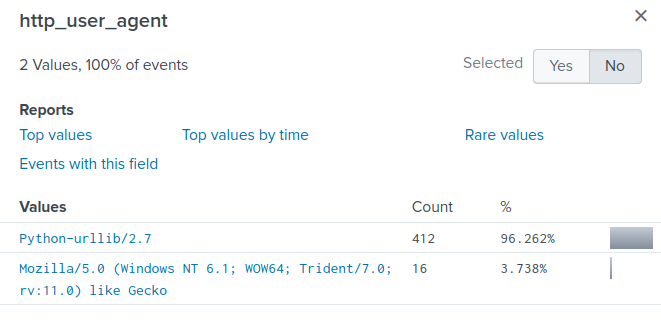 http_user_agent
2 Values, 100% of events
Selected Yes No
Reports
Top values Top values by time Rare values
Events with this field
Values Count %
Python-urllib/2.7 412 96.262%
Mozilla/5.0 (Windows NT 6.1; WOW64; Trident/7.0; 16 3.738%
rv:11.0) like Gecko